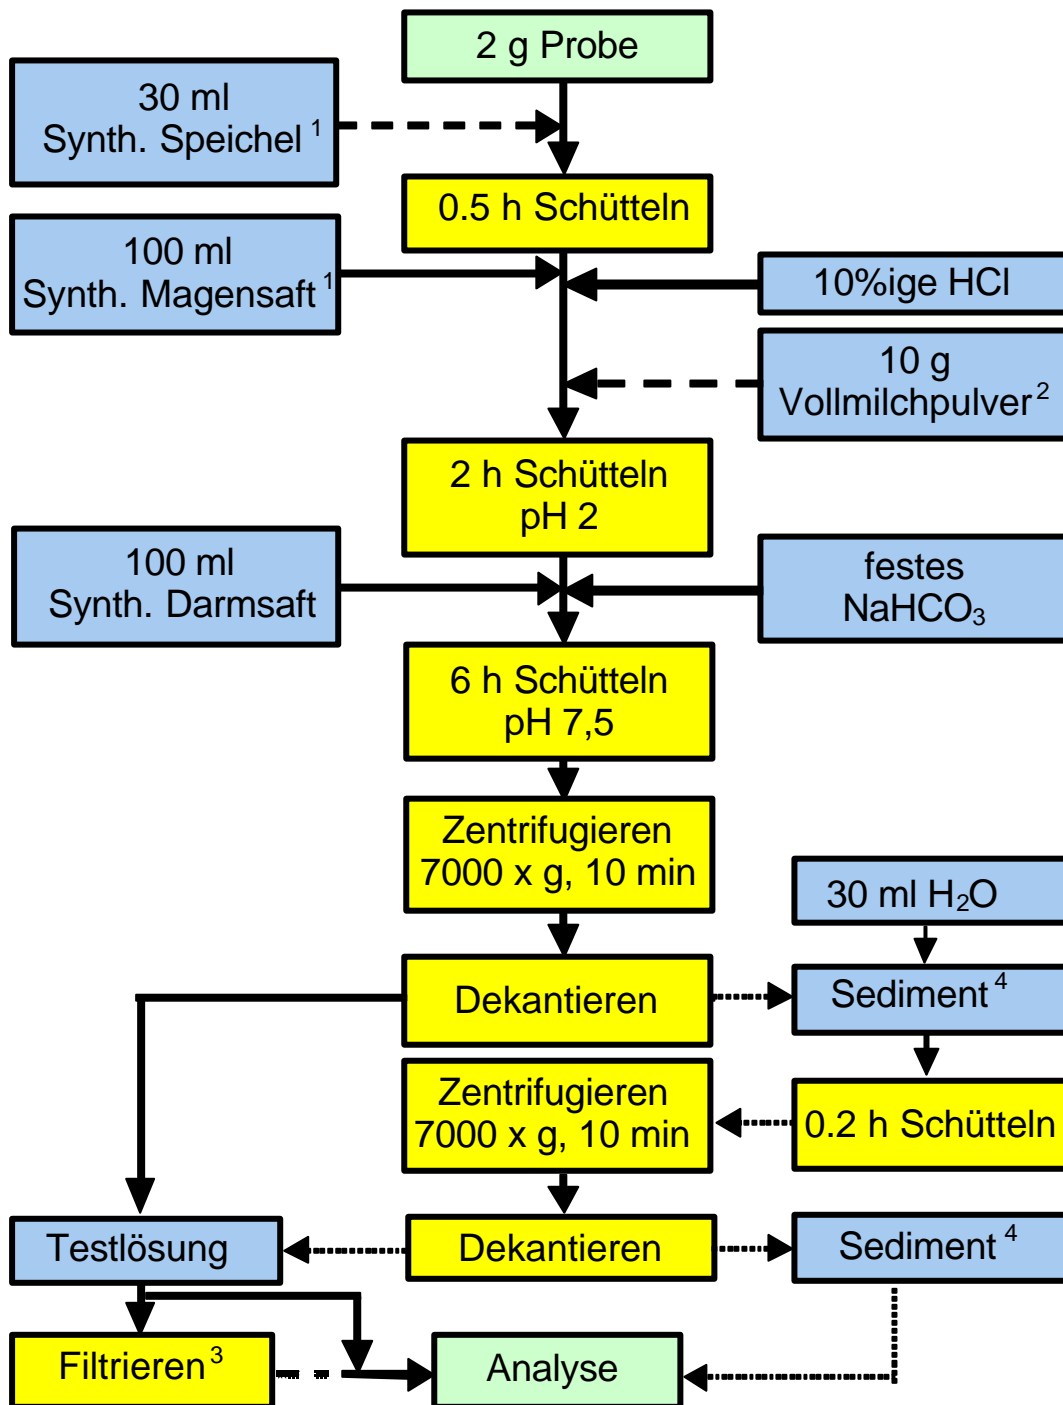 2 g Probe
30 ml
Synth. Speichel 1
0.5 h Schütteln
100 ml
Synth. Magensaft 1
10%ige HCl
10 g
Vollmilchpulver 2
2 h Schütteln
pH 2
100 ml
Synth. Darmsaft
festes
NaHCO3
6 h Schütteln
pH 7,5
Zentrifugieren
7000 x g, 10 min
30 ml H2O
Dekantieren
Sediment 4
Zentrifugieren
7000 x g, 10 min
0.2 h Schütteln
Testlösung
Dekantieren
Sediment 4
Filtrieren 3
Analyse